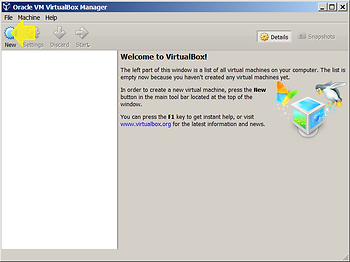 Oracle VM VirtualBox Manager
File Machine Help
New Settings Discard Start
Details Snapshots
Welcome to VirtualBox!
The left part of this window is a list of all virtual machines on your computer. The list is
empty now because you haven't created any virtual machines yet.
In order to create a new virtual machine, press the New
button in the main tool bar located at the top of the
window.
You can press the F1 key to get instant help, or visit
www.virtualbox.org for the latest information and news.